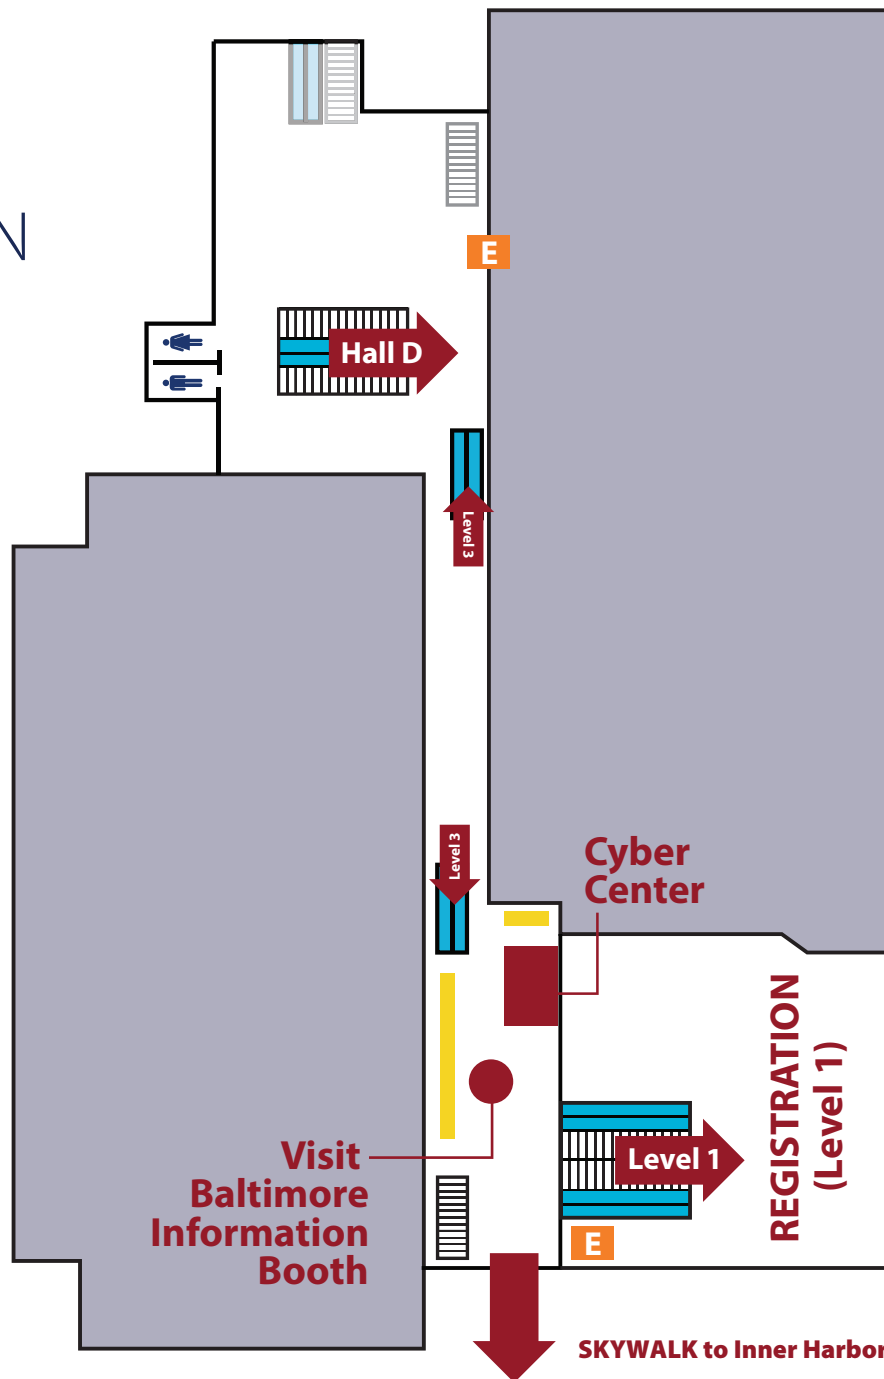 N
E
Hall D
Level 3
Level 3
Cyber
Center
REGISTRATION
(Level 1)
Visit
Baltimore
Information
Booth
Level 1
E
SKYWALK to Inner Harbor